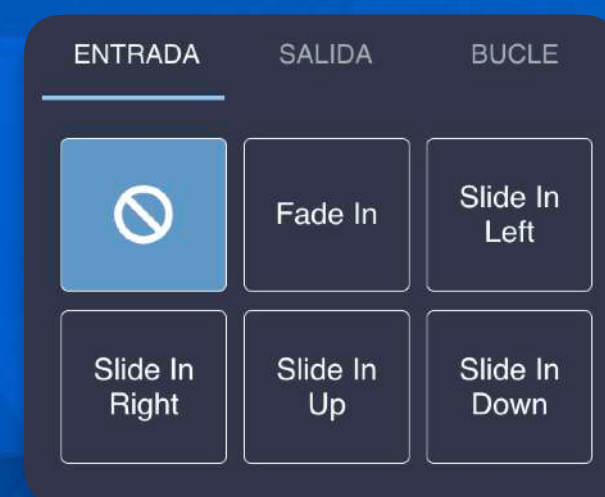 ENTRADA SALIDA BUCLE
Fade In
Slide In
Left
Slide In
Right
Slide In
Up
Slide In
Down